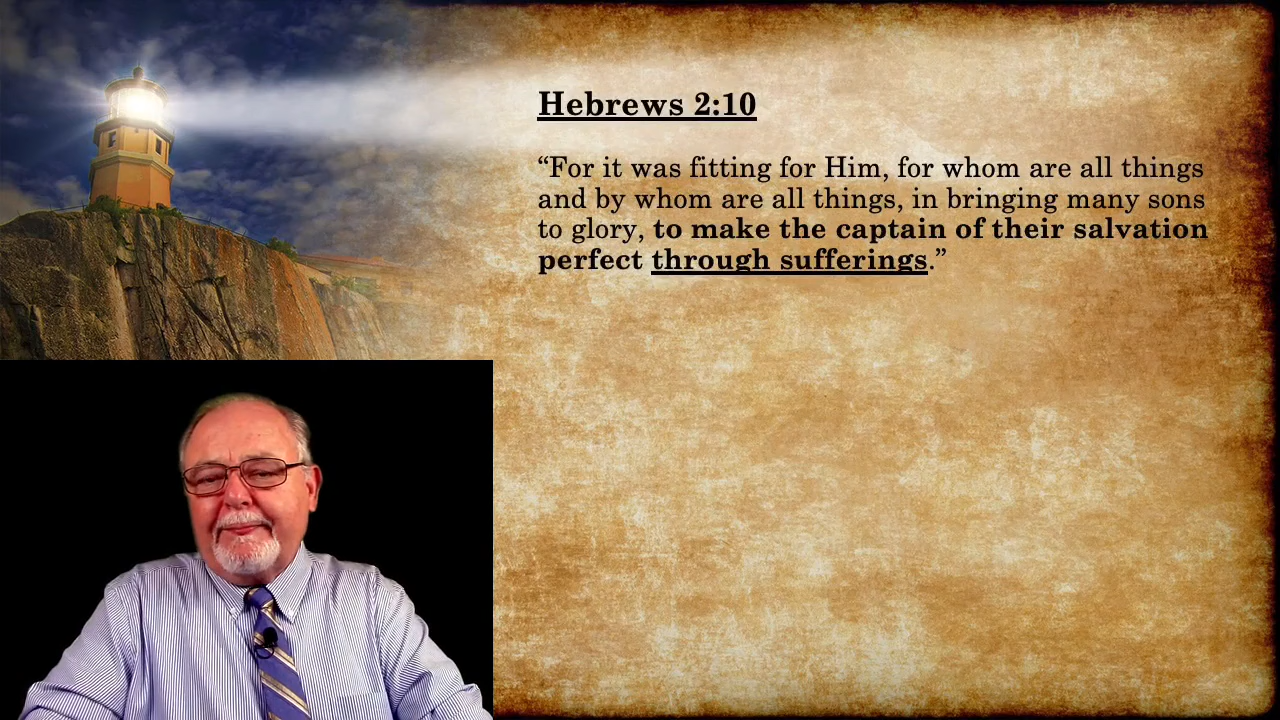 Hebrews 2:10
“For it was fitting for Him, for whom are all things
and by whom are all things, in bringing many sons
to glory, to make the captain of their salvation
perfect through sufferings.”